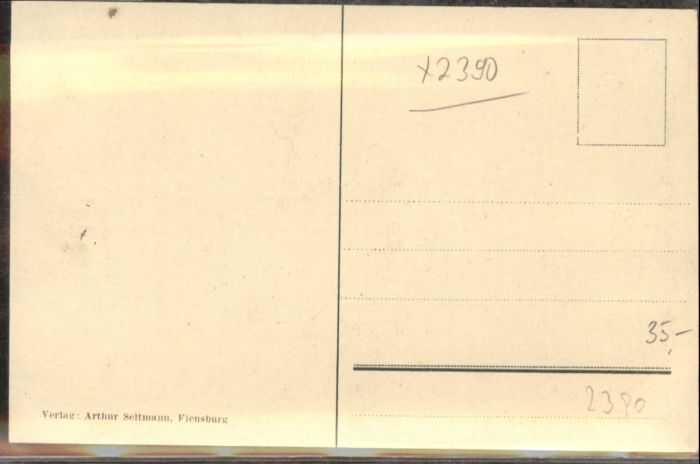 x2390
35,-
2390
Verlag: Arthur Seltmann, Flensburg